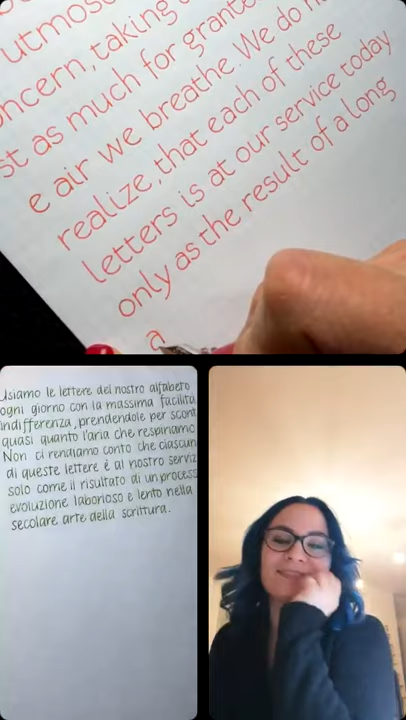 utmost
oncern, taking
st as much for grante
e air we breathe. We do n
realize, that each of these
letters is at our service today
only as the result of a long
a
Usiamo le lettere del nostro alfabeto
ogni giorno con la massima facilità
indifferenza, prendendole per scont
quasi quanto l'aria che respiriamo
Non ci rendiamo conto che ciascun
di queste lettere è al nostro serviz
solo come il risultato di un process
evoluzione laborioso e lento nella
secolare arte della scrittura.